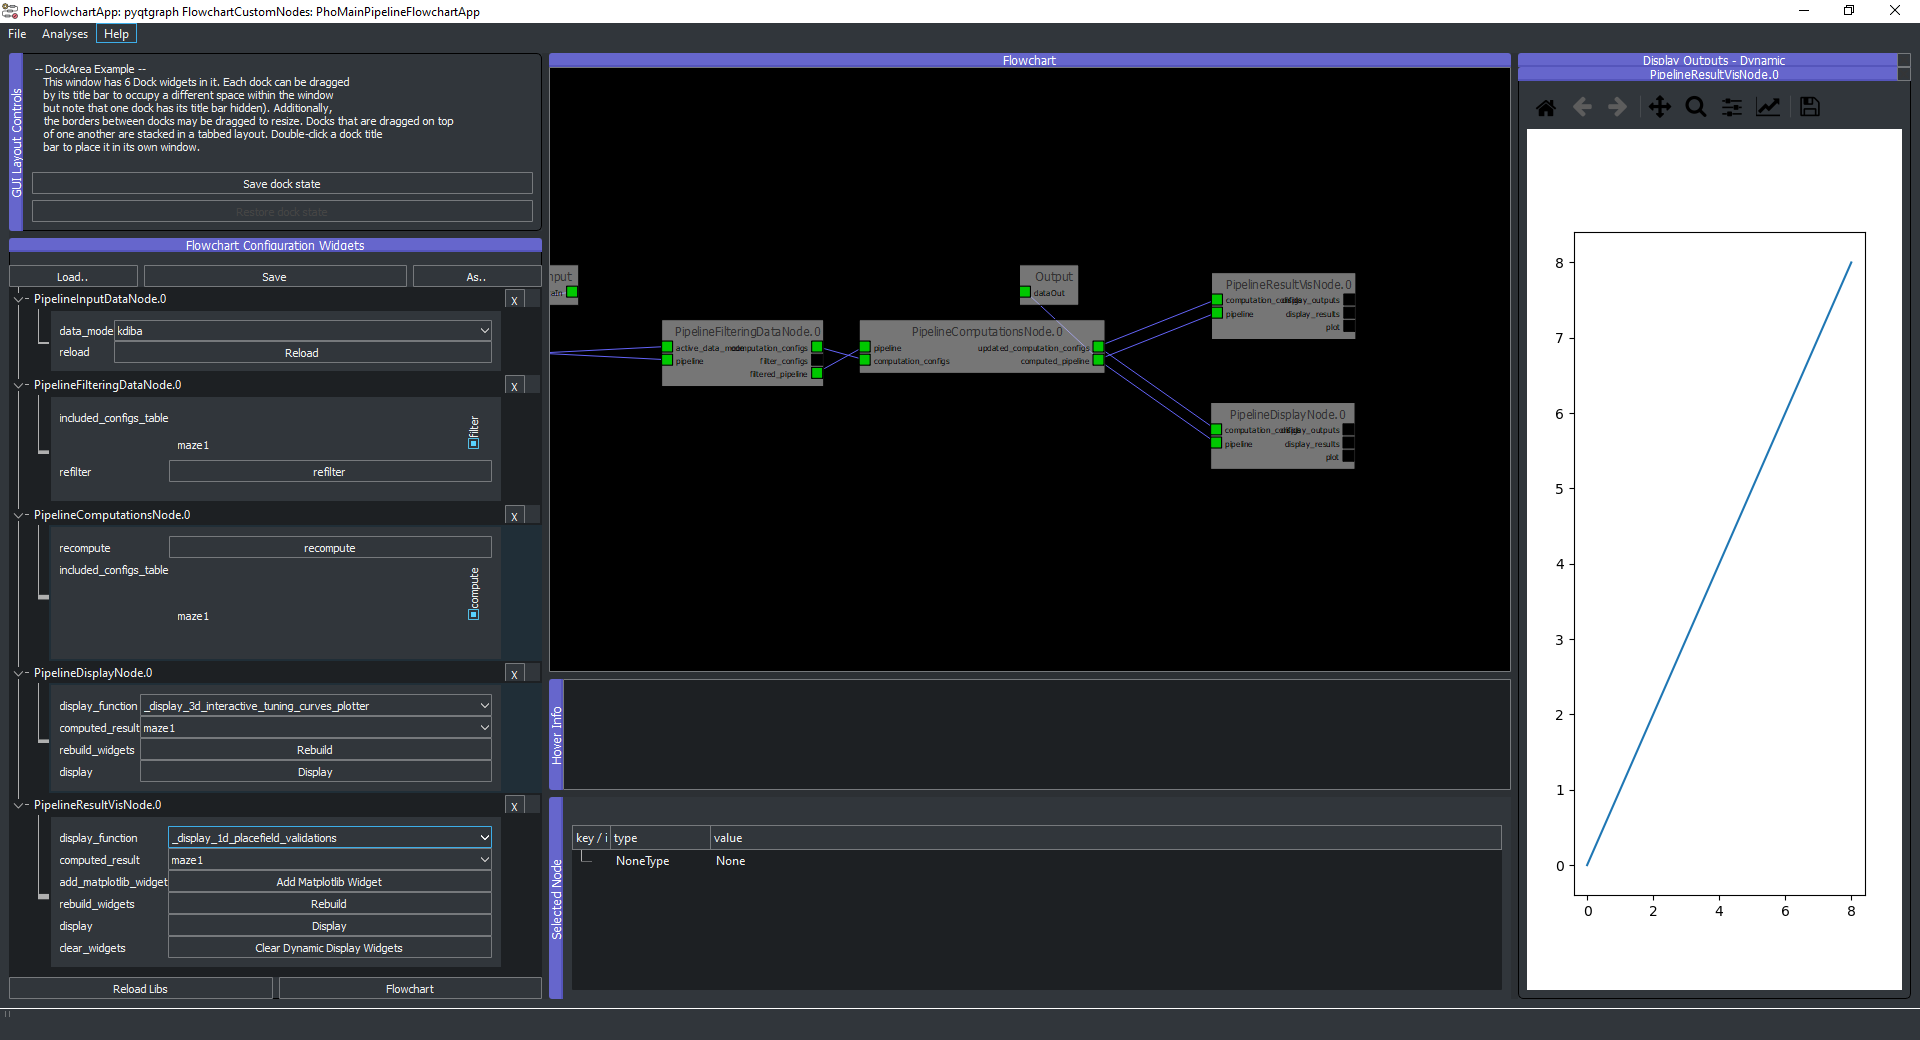 PhoFlowchartApp: pyqtgraph FlowchartCustomNodes: PhoMainPipelineFlowchartApp
File Analyses Help
GUI Layout Controls
-- DockArea Example --
This window has 6 Dock widgets in it. Each dock can be dragged
by its title bar to occupy a different space within the window
but note that one dock has its title bar hidden). Additionally,
the borders between docks may be dragged to resize. Docks that are dragged on top
of one another are stacked in a tabbed layout. Double-click a dock title
bar to place it in its own window.
Save dock state
Restore dock state
Flowchart Configuration Widgets
Load.. Save As..
PipelineInputDataNode.0 x
data_mode kdiba
reload Reload
PipelineFilteringDataNode.0 x
included_configs_table filter
maze1
refilter refilter
PipelineComputationsNode.0 x
recompute recompute
included_configs_table compute
maze1
PipelineDisplayNode.0 x
display_function _display_3d_interactive_tuning_curves_plotter
computed_result maze1
rebuild_widgets Rebuild
display Display
PipelineResultVisNode.0 x
display_function _display_1d_placefield_validations
computed_result maze1
add_matplotlib_widget Add Matplotlib Widget
rebuild_widgets Rebuild
display Display
clear_widgets Clear Dynamic Display Widgets
Reload Libs Flowchart
Flowchart
nput
aIn
PipelineFilteringDataNode.0
active_data_mode computation_configs
filter_configs
pipeline
filtered_pipeline
PipelineComputationsNode.0
pipeline updated_computation_configs
computation_configs computed_pipeline
Output
dataOut
PipelineResultVisNode.0
computation_configs display_outputs
pipeline display_results
plot
PipelineDisplayNode.0
computation_configs display_outputs
pipeline display_results
plot
Hover Info
Selected Node
key / i type value
NoneType None
Display Outputs - Dynamic
PipelineResultVisNode.0
8
7
6
5
4
3
2
1
0
0 2 4 6 8